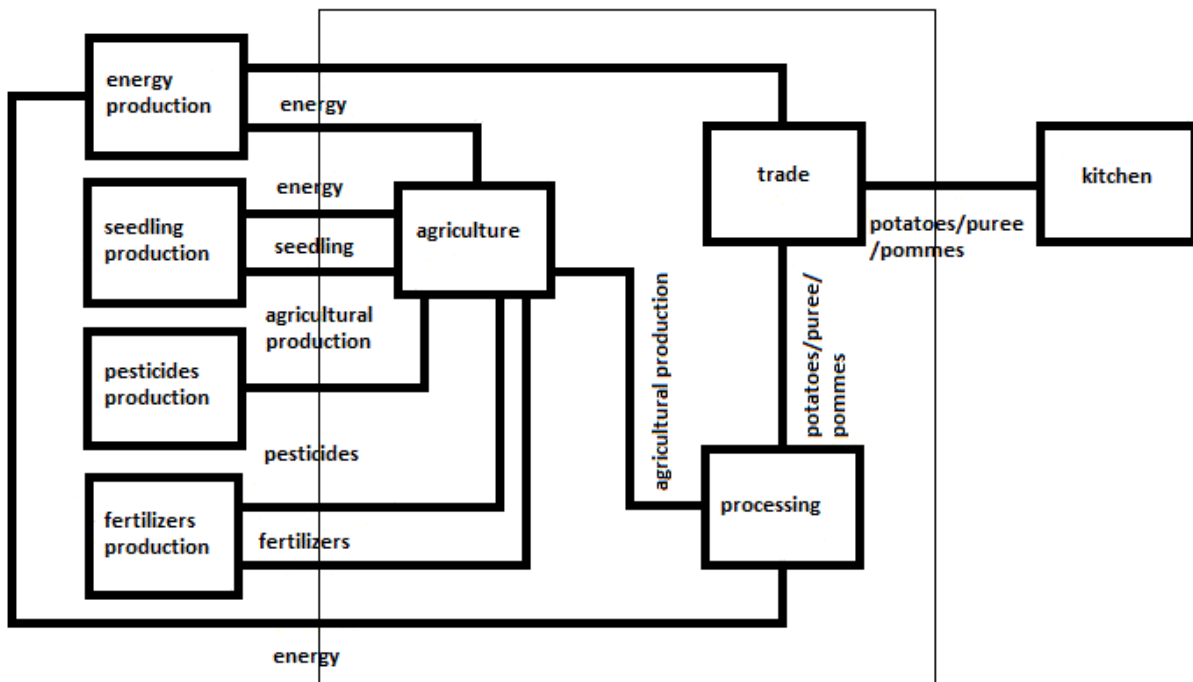 energy
production
energy
energy
seedling
production
seedling
agriculture
agricultural
production
pesticides
production
pesticides
fertilizers
production
fertilizers
energy
agricultural production
trade
potatoes/puree
/pommes
kitchen
potatoes/puree/
pommes
processing